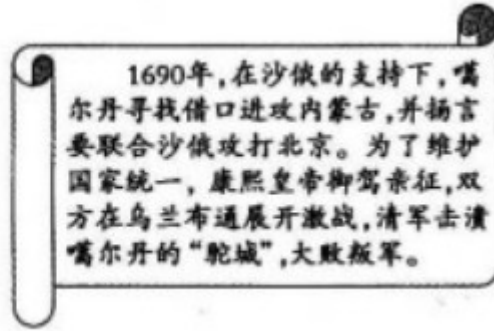 1690年,在沙俄的支持下,噶
尔丹寻找借口进攻内蒙古,并扬言
要联合沙俄攻打北京。为了维护
国家统一,康熙皇帝御驾亲征,双
方在乌兰布通展开激战,清军击溃
噶尔丹的“驼城”,大败叛军。